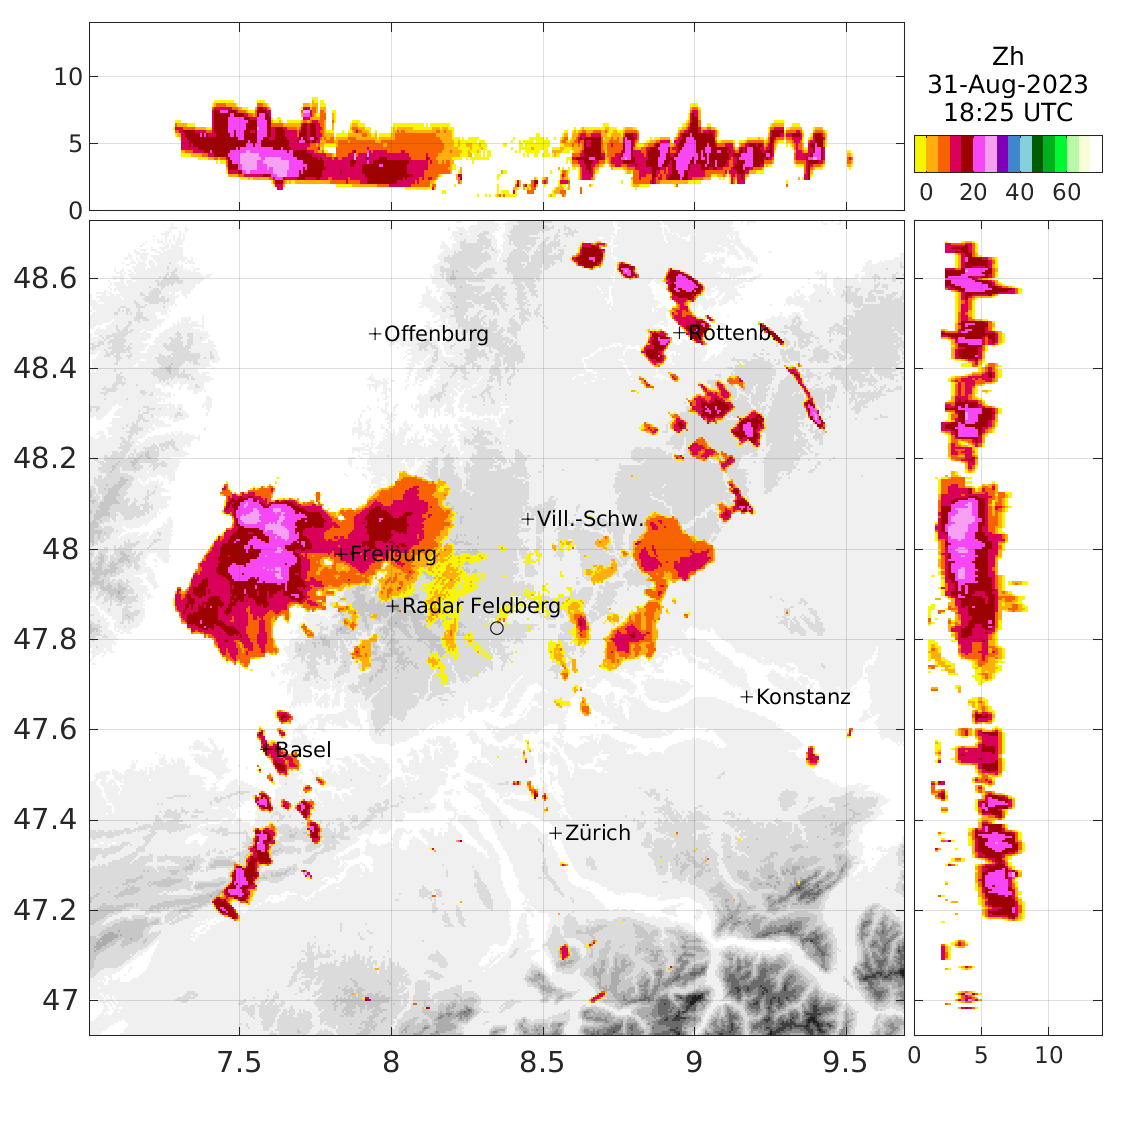 10
5
0
Zh
31-Aug-2023
18:25 UTC
0 20 40 60
48.6
48.4
48.2
48
47.8
47.6
47.4
47.2
47
Offenburg
Rottenb.
Vill.-Schw.
Freiburg
Radar Feldberg
Konstanz
Basel
Zürich
7.5 8 8.5 9 9.5
0 5 10